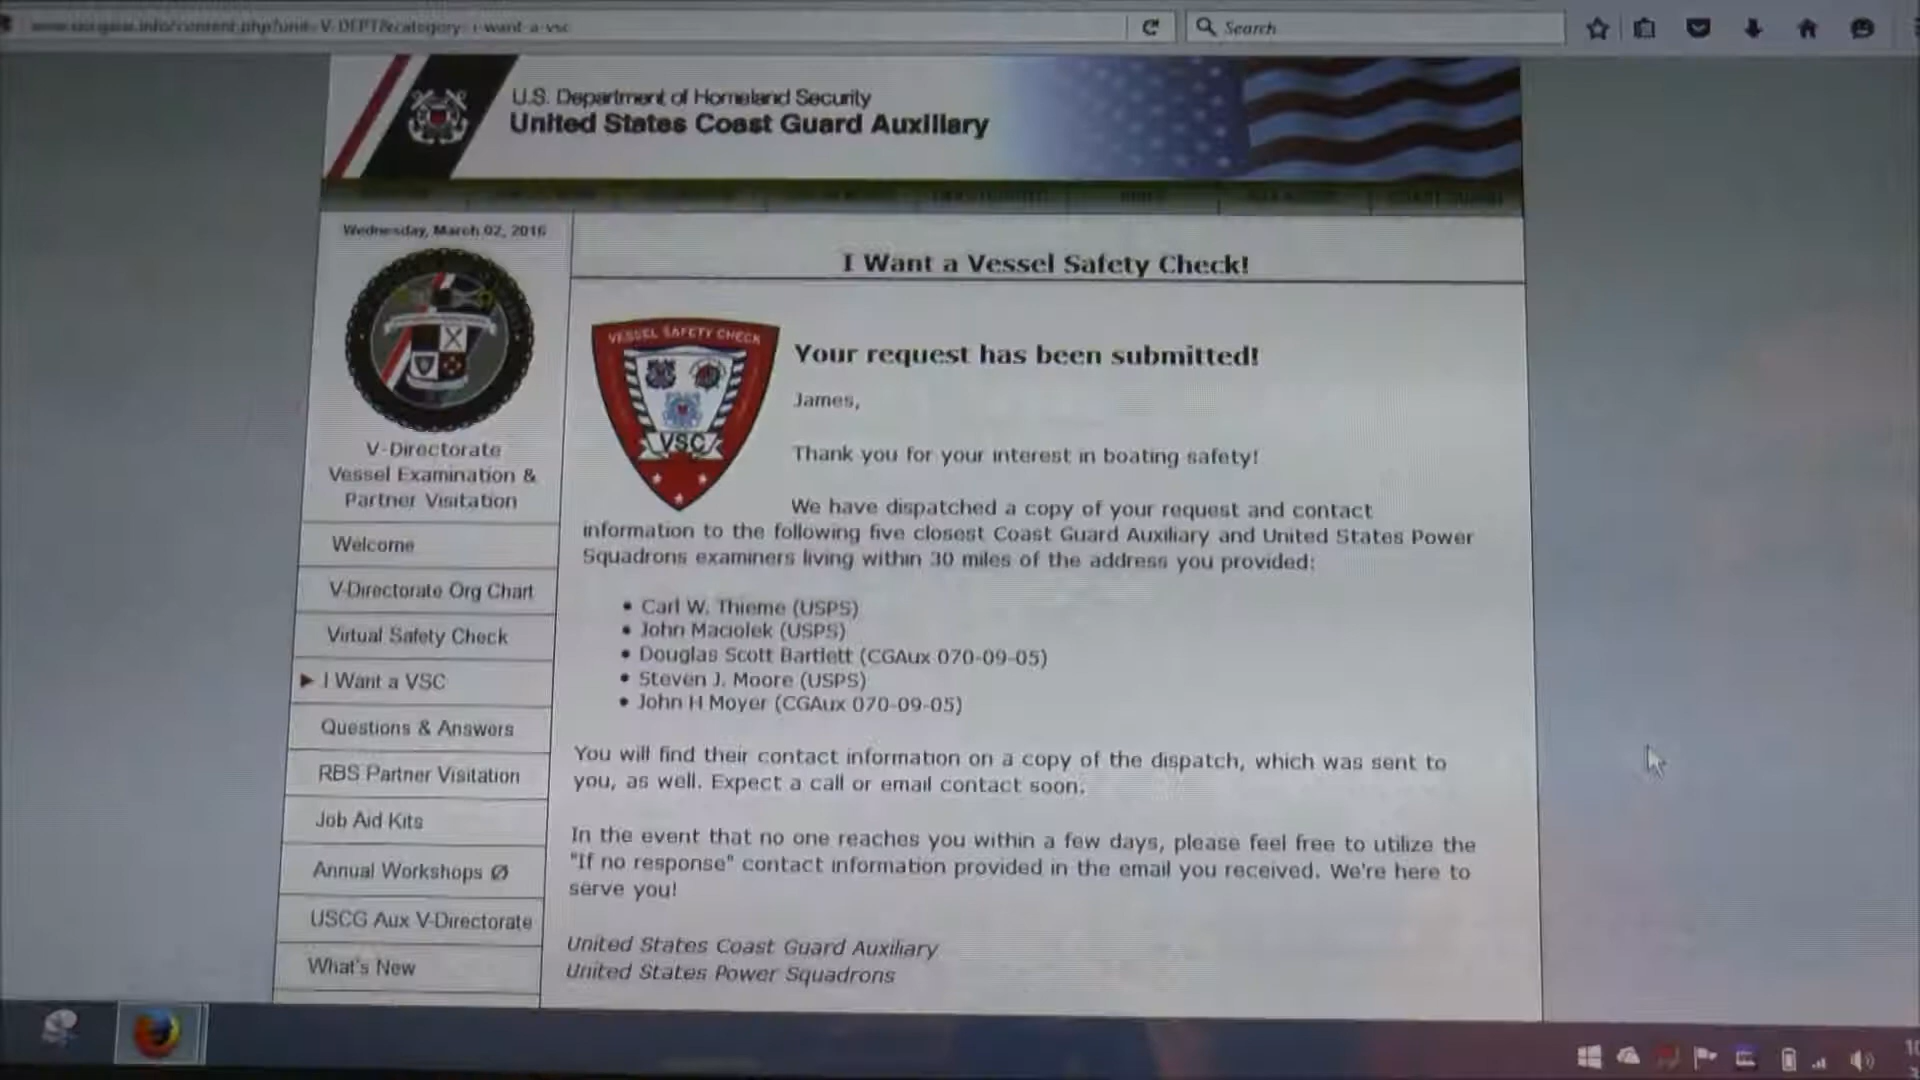 Search
U.S. Department of Homeland Security
United States Coast Guard Auxiliary
Wednesday, March 02, 2016
V-Directorate
Vessel Examination &
Partner Visitation
Welcome
V-Directorate Org Chart
Virtual Safety Check
I Want a VSC
Questions & Answers
RBS Partner Visitation
Job Aid Kits
Annual Workshops Ø
USCG Aux V-Directorate
What's New
I Want a Vessel Safety Check!
VESSEL SAFETY CHECK
VSC
Your request has been submitted!
James,
Thank you for your interest in boating safety!
We have dispatched a copy of your request and contact
information to the following five closest Coast Guard Auxiliary and United States Power
Squadrons examiners living within 30 miles of the address you provided:
• Carl W. Thieme (USPS)
• John Maciolek (USPS)
• Douglas Scott Bartlett (CGAux 070-09-05)
• Steven J. Moore (USPS)
• John H Moyer (CGAux 070-09-05)
You will find their contact information on a copy of the dispatch, which was sent to
you, as well. Expect a call or email contact soon.
In the event that no one reaches you within a few days, please feel free to utilize the
"If no response" contact information provided in the email you received. We're here to
serve you!
United States Coast Guard Auxiliary
United States Power Squadrons